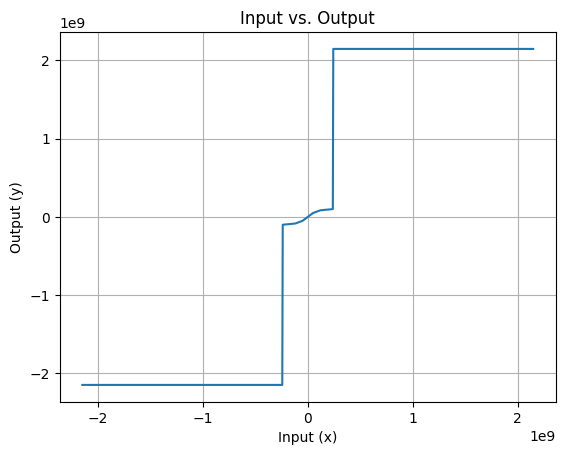 Input vs. Output
1e9
2
1
0
−1
−2
Output (y)
−2 −1 0 1 2
1e9
Input (x)